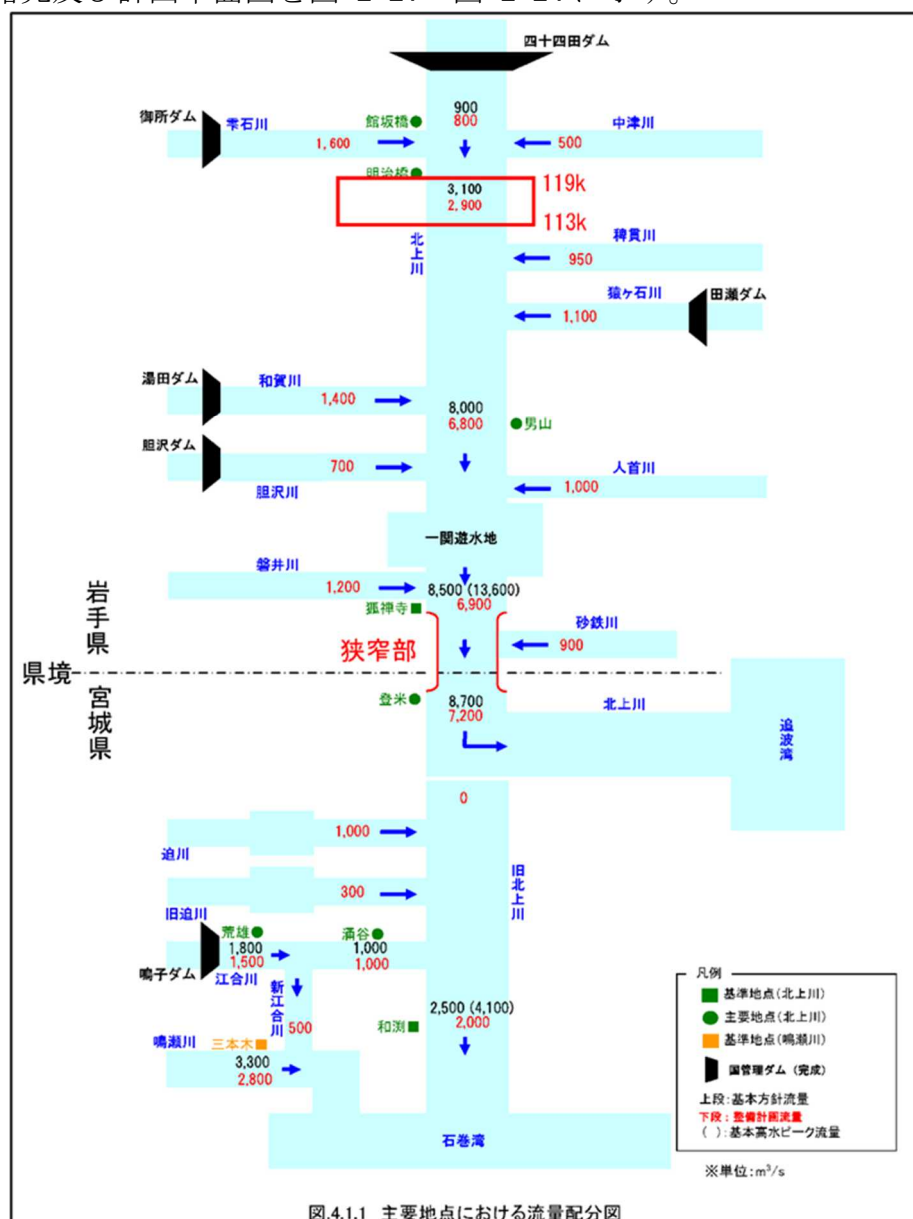 四十四田ダム
御所ダム
雫石川
館坂橋
900
800
中津川
1,600
500
明治橋
3,100
2,900
119k
113k
北上川
稗貫川
950
猿ヶ石川
田瀬ダム
1,100
湯田ダム
和賀川
1,400
8,000
6,800
男山
胆沢ダム
700
胆沢川
人首川
1,000
一関遊水地
磐井川
1,200
8,500 (13,600)
6,900
狐禅寺
砂鉄川
900
狭窄部
岩手県
県境
宮城県
登米
8,700
7,200
北上川
追波湾
0
1,000
迫川
300
旧迫川
旧北上川
荒雄
1,800
1,500
涌谷
1,000
1,000
鳴子ダム
江合川
新江合川
500
2,500 (4,100)
2,000
和渕
鳴瀬川
三本木
3,300
2,800
石巻湾
凡例
基準地点(北上川)
主要地点(北上川)
基準地点(鳴瀬川)
国管理ダム (完成)
上段:基本方針流量
下段:整備計画流量
( ):基本高水ピーク流量
※単位:m³/s
図.4.1.1 主要地点における流量配分図